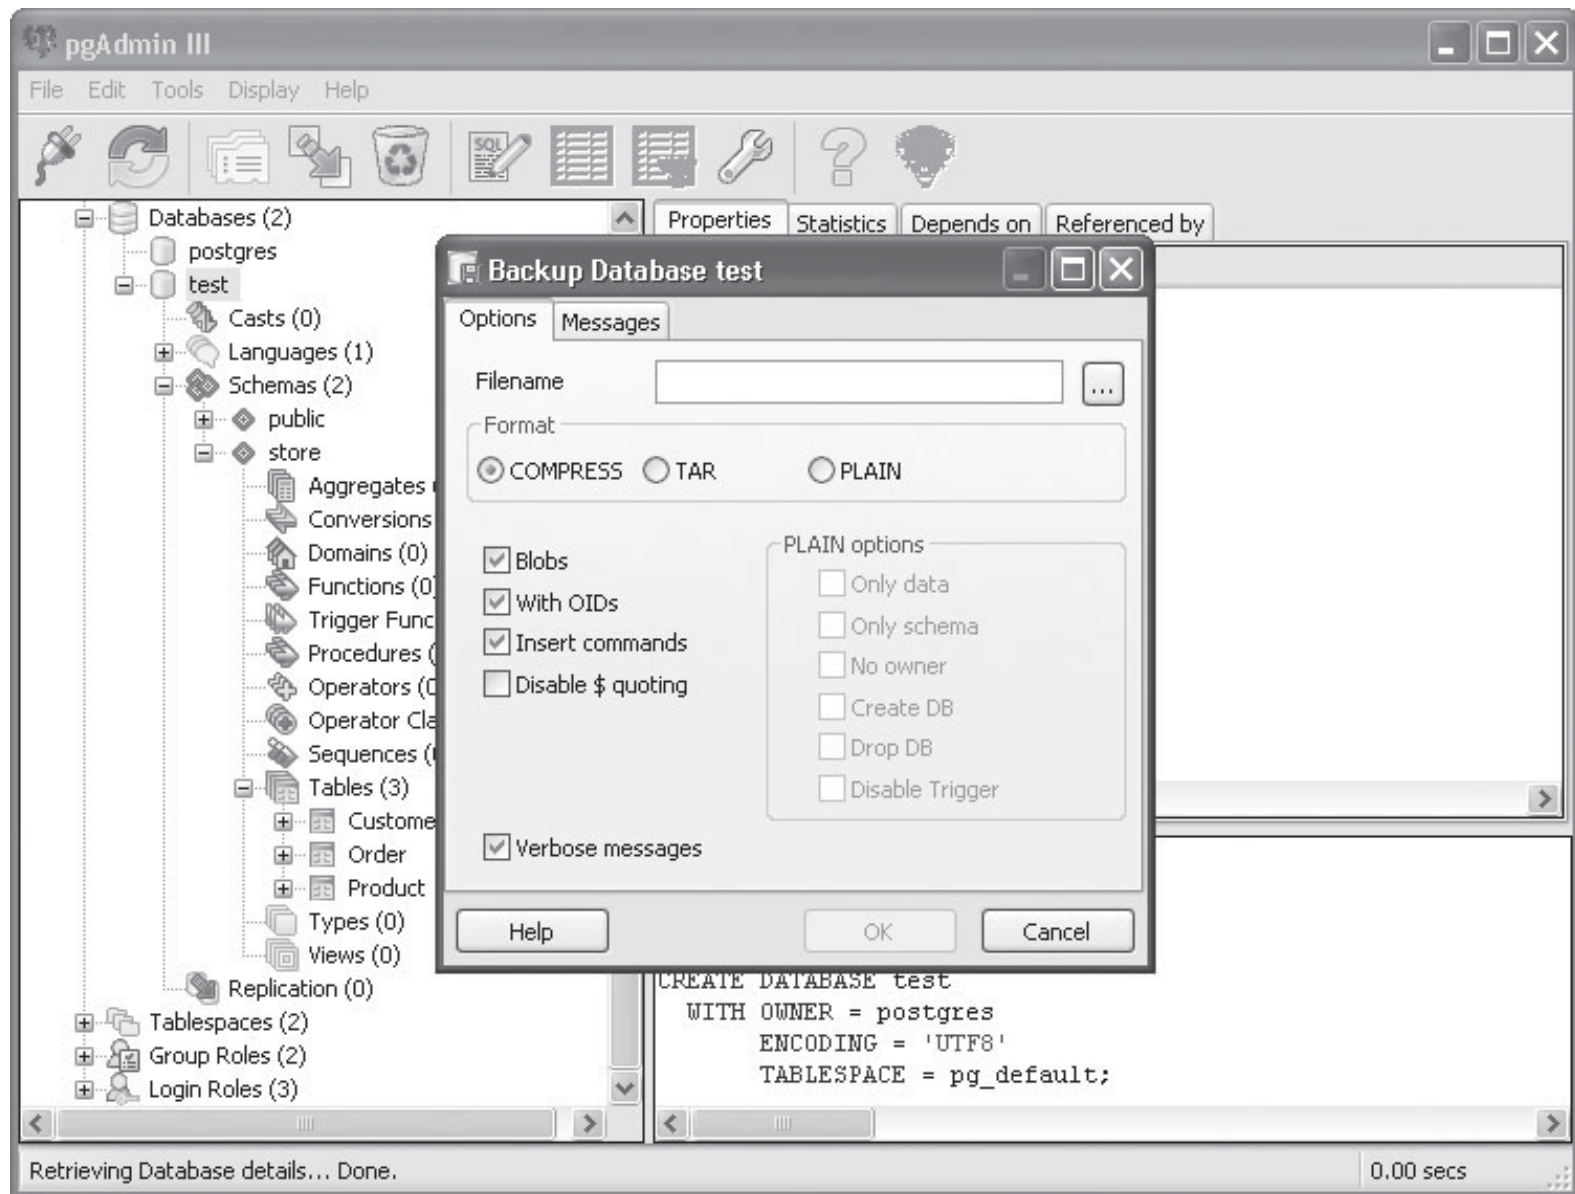 pgAdmin III
File Edit Tools Display Help
SQL
Databases (2)
postgres
test
Casts (0)
Languages (1)
Schemas (2)
public
store
Aggregates
Conversions
Domains (0)
Functions (0
Trigger Func
Procedures (
Operators (0
Operator Cla
Sequences (
Tables (3)
Custome
Order
Product
Types (0)
Views (0)
Replication (0)
Tablespaces (2)
Group Roles (2)
Login Roles (3)
Properties Statistics Depends on Referenced by
Backup Database test
Options Messages
Filename ...
Format
COMPRESS TAR PLAIN
Blobs
With OIDs
Insert commands
Disable $ quoting
PLAIN options
Only data
Only schema
No owner
Create DB
Drop DB
Disable Trigger
Verbose messages
Help OK Cancel
CREATE DATABASE test
WITH OWNER = postgres
ENCODING = 'UTF8'
TABLESPACE = pg_default;
Retrieving Database details... Done. 0.00 secs